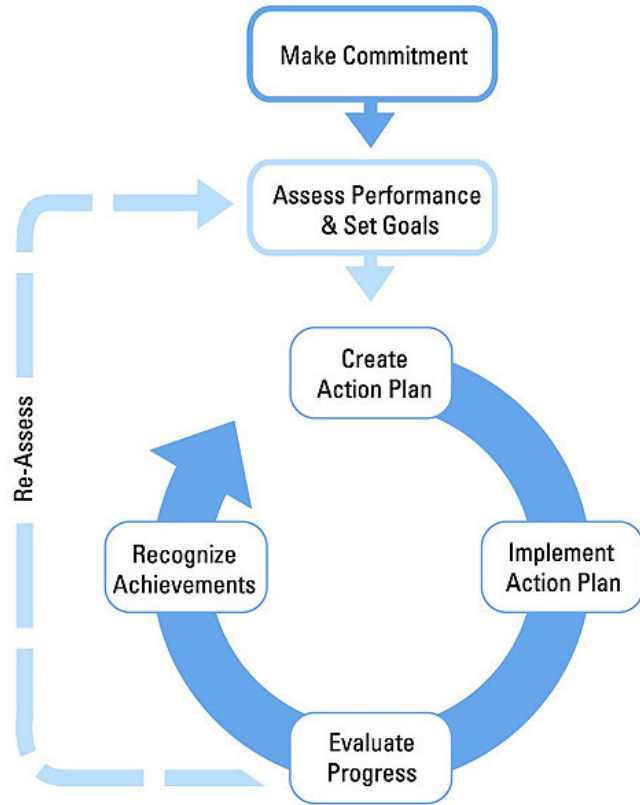 Make Commitment
Assess Performance
& Set Goals
Create
Action Plan
Implement
Action Plan
Evaluate
Progress
Recognize
Achievements
Re-Assess